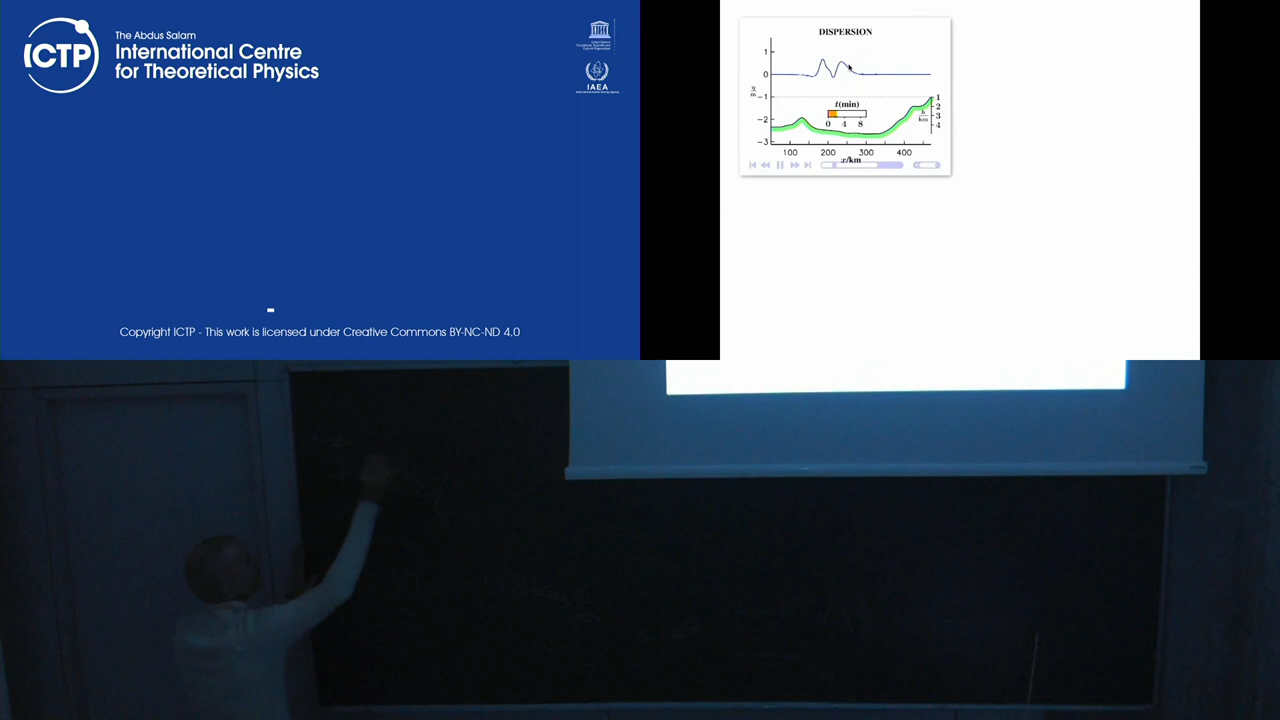 ICTP
The Abdus Salam
International Centre
for Theoretical Physics
IAEA
Copyright ICTP - This work is licensed under Creative Commons BY-NC-ND 4.0
DISPERSION
1
0
-1
-2
-3
y
m
t(min)
0 4 8
1
2
3
4
h
km
100 200 300 400
x/km